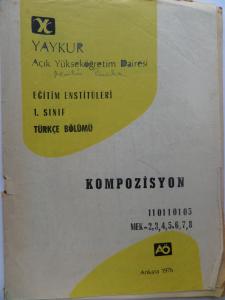 YAYKUR
Açık Yükseköğretim Dairesi
EĞİTİM ENSTİTÜLERİ
1. SINIF
TÜRKÇE BÖLÜMÜ
KOMPOZİSYON
110110105
MEK-2,3,4,5-6,7,8
AÖ
Ankara 1976